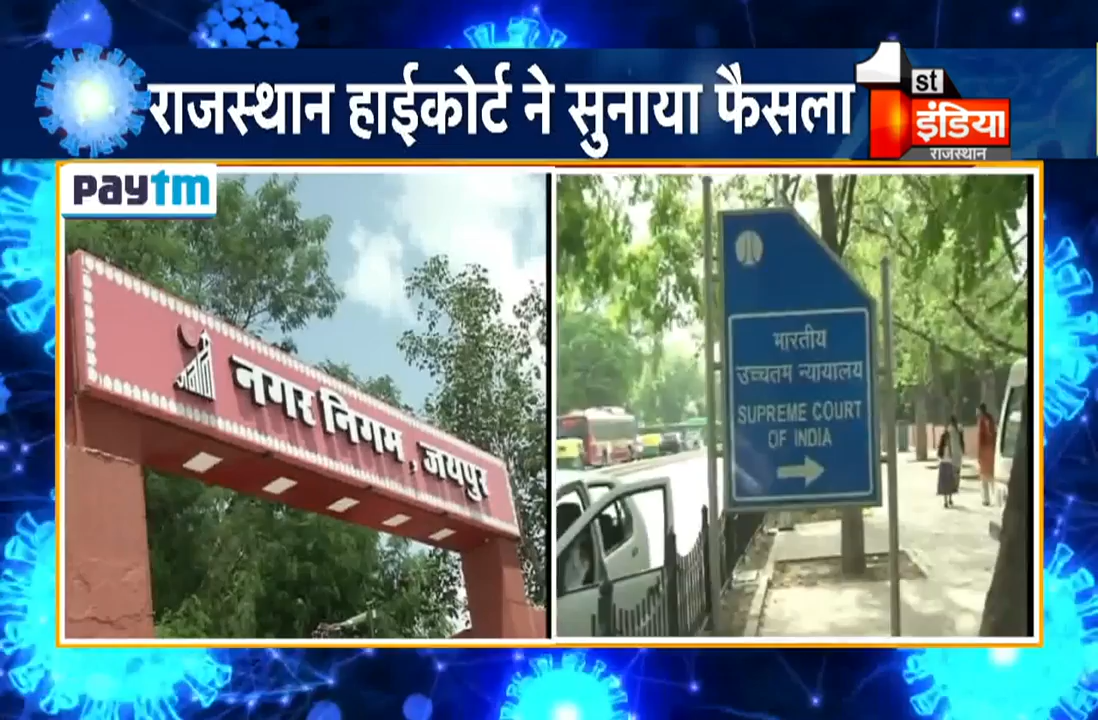 राजस्थान हाईकोर्ट ने सुनाया फैसला
1st
इंडिया
राजस्थान
paytm
नगर निगम, जयपुर
भारतीय
उच्चतम न्यायालय
SUPREME COURT
OF INDIA